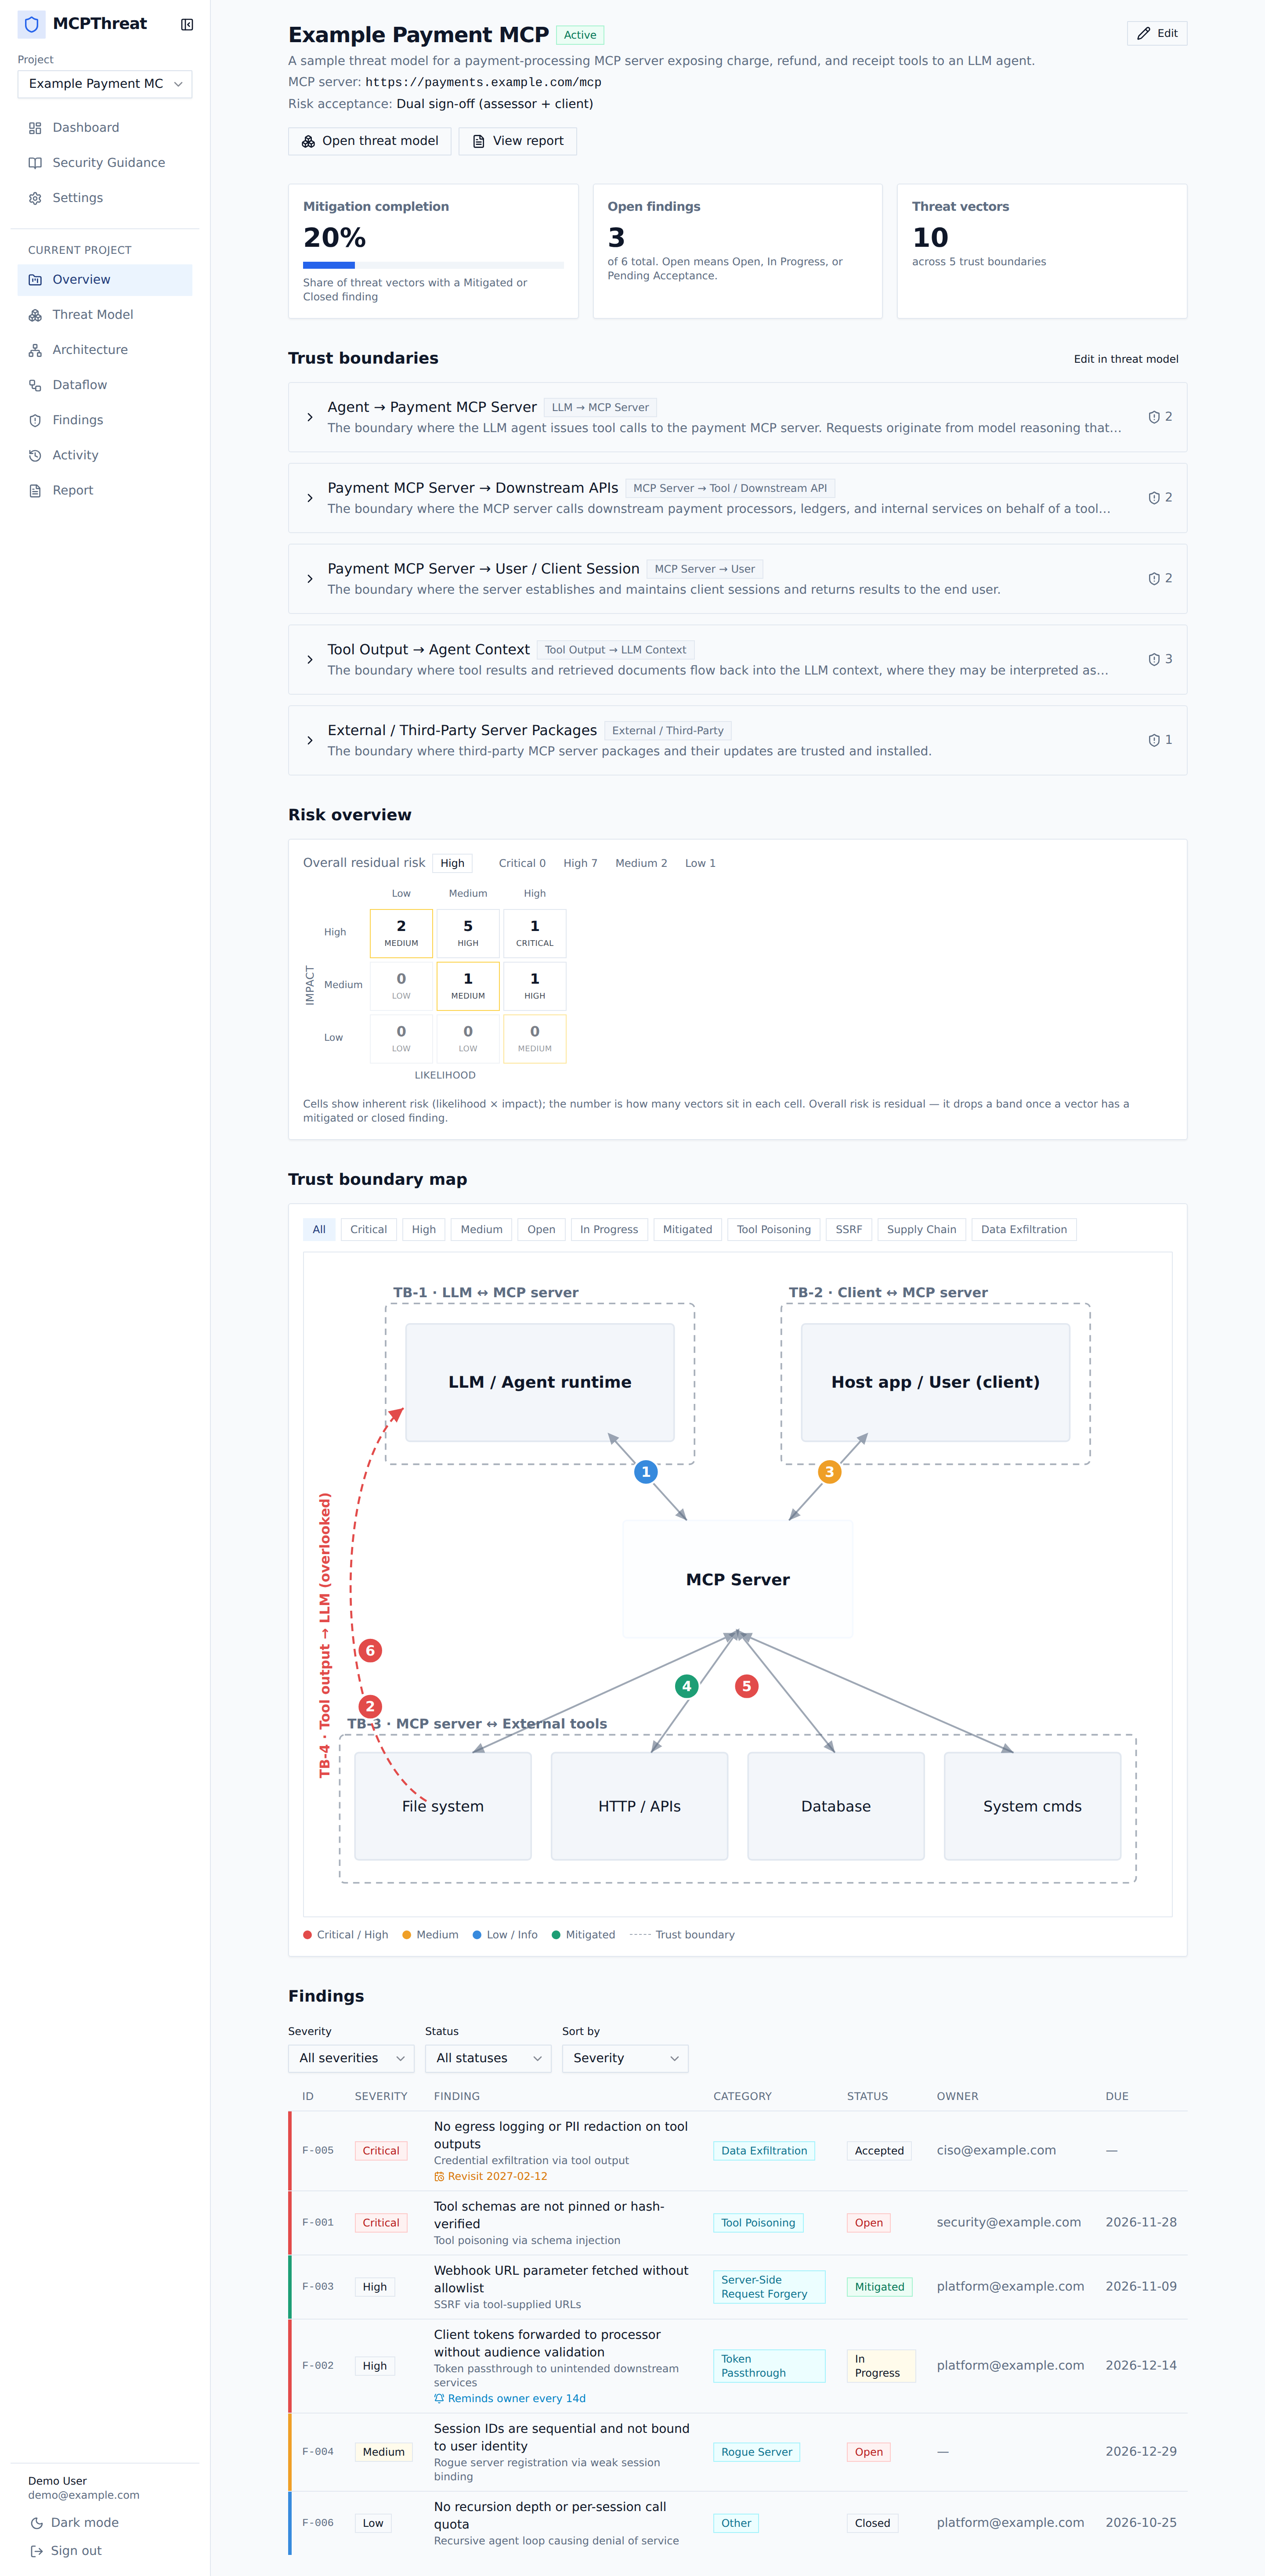 MCPThreat
Project
Example Payment MC
Dashboard
Security Guidance
Settings
CURRENT PROJECT
Overview
Threat Model
Architecture
Dataflow
Findings
Activity
Report
Demo User
demo@example.com
Dark mode
Sign out
Example Payment MCP
Active
Edit
A sample threat model for a payment-processing MCP server exposing charge, refund, and receipt tools to an LLM agent.
MCP server: https://payments.example.com/mcp
Risk acceptance: Dual sign-off (assessor + client)
Open threat model
View report
Mitigation completion
20%
Share of threat vectors with a Mitigated or
Closed finding
Open findings
3
of 6 total. Open means Open, In Progress, or
Pending Acceptance.
Threat vectors
10
across 5 trust boundaries
Trust boundaries
Edit in threat model
Agent → Payment MCP Server
LLM → MCP Server
The boundary where the LLM agent issues tool calls to the payment MCP server. Requests originate from model reasoning that…
2
Payment MCP Server → Downstream APIs
MCP Server → Tool / Downstream API
The boundary where the MCP server calls downstream payment processors, ledgers, and internal services on behalf of a tool…
2
Payment MCP Server → User / Client Session
MCP Server → User
The boundary where the server establishes and maintains client sessions and returns results to the end user.
2
Tool Output → Agent Context
Tool Output → LLM Context
The boundary where tool results and retrieved documents flow back into the LLM context, where they may be interpreted as…
3
External / Third-Party Server Packages
External / Third-Party
The boundary where third-party MCP server packages and their updates are trusted and installed.
1
Risk overview
Overall residual risk High Critical 0 High 7 Medium 2 Low 1
Low Medium High
High
2
MEDIUM
5
HIGH
1
CRITICAL
IMPACT
Medium
0
LOW
1
MEDIUM
1
HIGH
Low
0
LOW
0
LOW
0
MEDIUM
LIKELIHOOD
Cells show inherent risk (likelihood × impact); the number is how many vectors sit in each cell. Overall risk is residual — it drops a band once a vector has a
mitigated or closed finding.
Trust boundary map
All Critical High Medium Open In Progress Mitigated Tool Poisoning SSRF Supply Chain Data Exfiltration
TB-1 · LLM ↔ MCP server
TB-2 · Client ↔ MCP server
LLM / Agent runtime
Host app / User (client)
1
3
MCP Server
TB-4 · Tool output → LLM (overlooked)
6
4
5
2
TB-3 · MCP server ↔ External tools
File system
HTTP / APIs
Database
System cmds
Critical / High Medium Low / Info Mitigated Trust boundary
Findings
Severity
Status
Sort by
All severities
All statuses
Severity
ID SEVERITY FINDING CATEGORY STATUS OWNER DUE
F-005
Critical
No egress logging or PII redaction on tool
outputs
Credential exfiltration via tool output
Revisit 2027-02-12
Data Exfiltration
Accepted
ciso@example.com
—
F-001
Critical
Tool schemas are not pinned or hash-
verified
Tool poisoning via schema injection
Tool Poisoning
Open
security@example.com
2026-11-28
F-003
High
Webhook URL parameter fetched without
allowlist
SSRF via tool-supplied URLs
Server-Side
Request Forgery
Mitigated
platform@example.com
2026-11-09
F-002
High
Client tokens forwarded to processor
without audience validation
Token passthrough to unintended downstream
services
Reminds owner every 14d
Token
Passthrough
In
Progress
platform@example.com
2026-12-14
F-004
Medium
Session IDs are sequential and not bound
to user identity
Rogue server registration via weak session
binding
Rogue Server
Open
—
2026-12-29
F-006
Low
No recursion depth or per-session call
quota
Recursive agent loop causing denial of service
Other
Closed
platform@example.com
2026-10-25